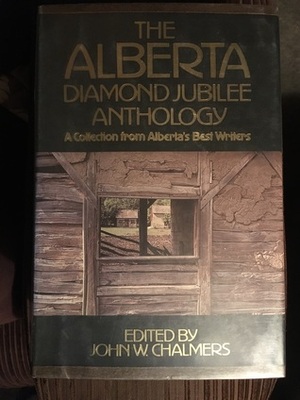 THE
ALBERTA
DIAMOND JUBILEE
ANTHOLOGY
A Collection from Alberta's Best Writers
EDITED BY
JOHN W. CHALMERS